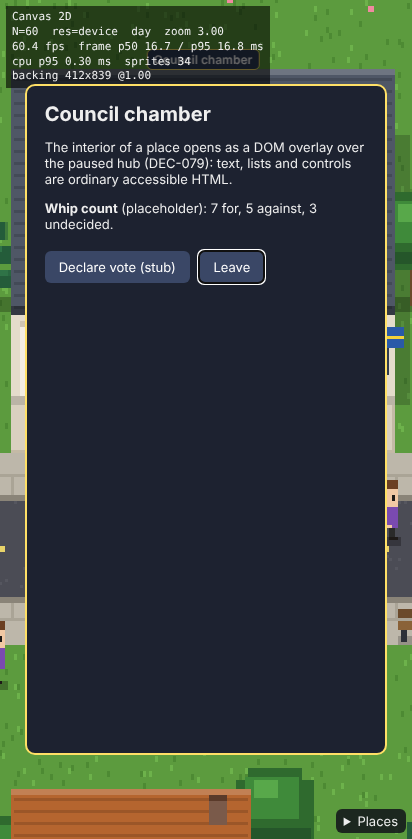 Canvas 2D
N=60 res=device day zoom 3.00
60.4 fps frame p50 16.7 / p95 16.8 ms
Council chamber
cpu p95 0.30 ms sprites 34
backing 412x839 @1.00
Council chamber
The interior of a place opens as a DOM overlay over
the paused hub (DEC-079): text, lists and controls
are ordinary accessible HTML.
Whip count (placeholder): 7 for, 5 against, 3
undecided.
Declare vote (stub) Leave
▶ Places